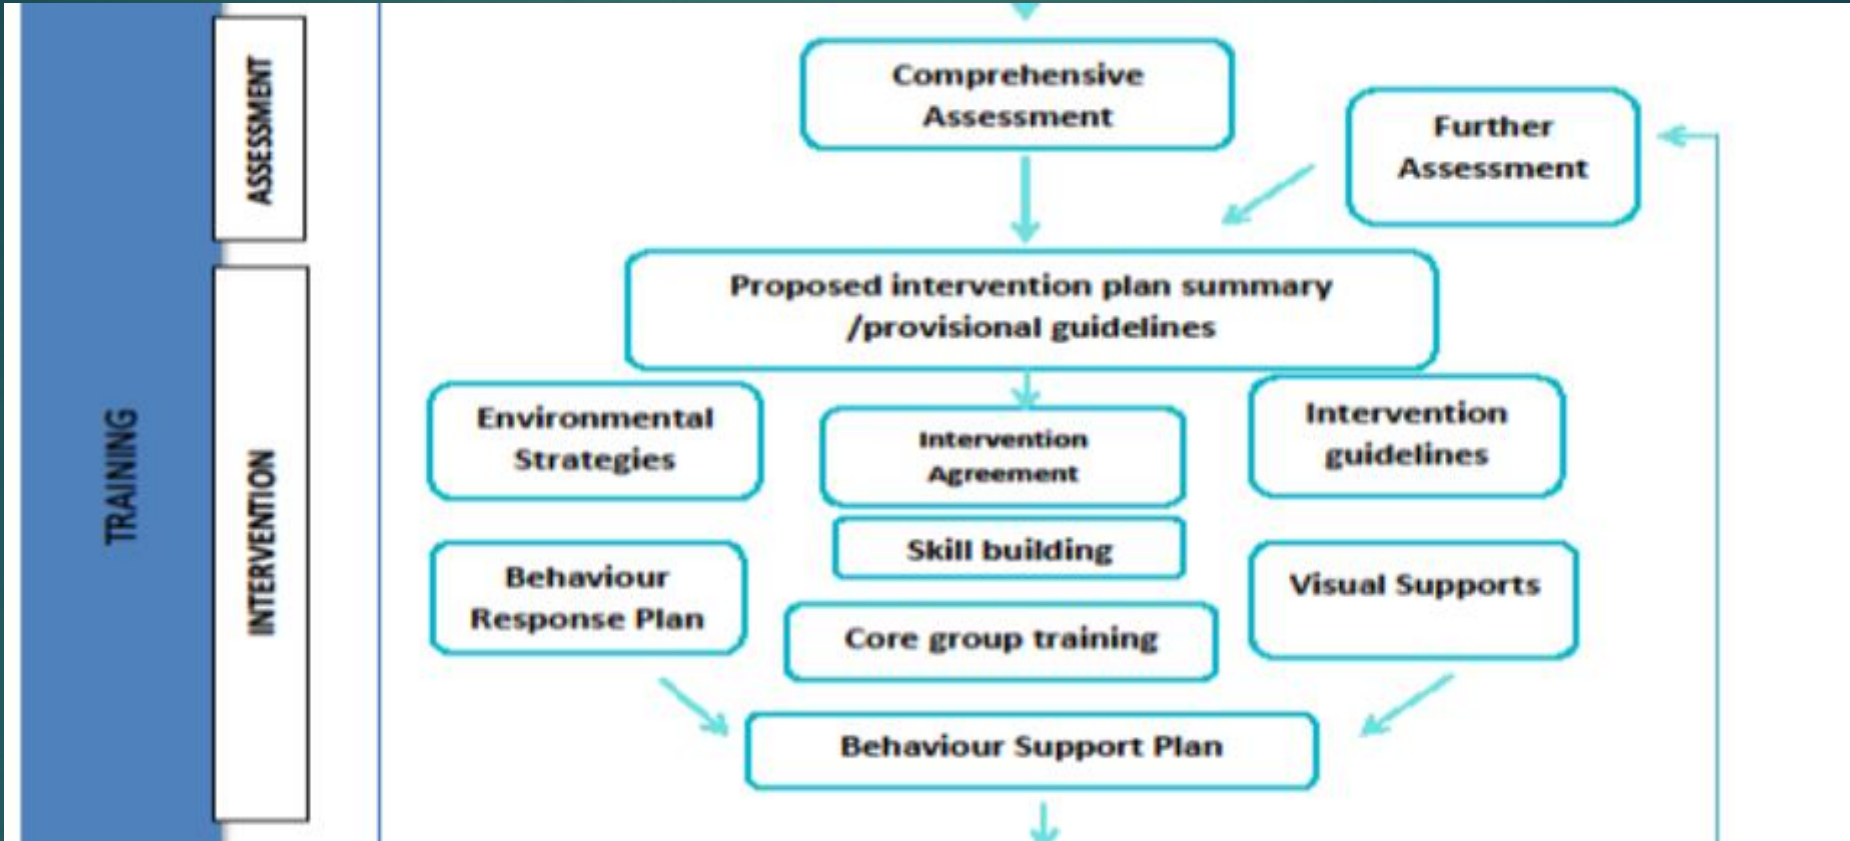 TRAINING
ASSESSMENT
INTERVENTION
Comprehensive
Assessment
Further
Assessment
Proposed intervention plan summary
/provisional guidelines
Environmental
Strategies
Intervention
Agreement
Intervention
guidelines
Behaviour
Response Plan
Skill building
Visual Supports
Core group training
Behaviour Support Plan